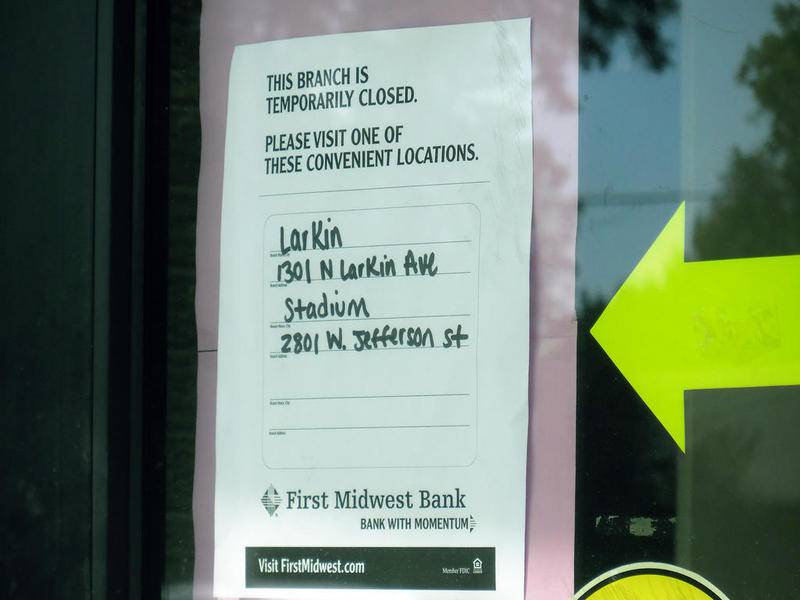 THIS BRANCH IS
TEMPORARILY CLOSED.
PLEASE VISIT ONE OF
THESE CONVENIENT LOCATIONS.
Larkin
1301 N Larkin Ave
Stadium
2801 W. Jefferson St
First Midwest Bank
BANK WITH MOMENTUM
Visit FirstMidwest.com
Member FDIC